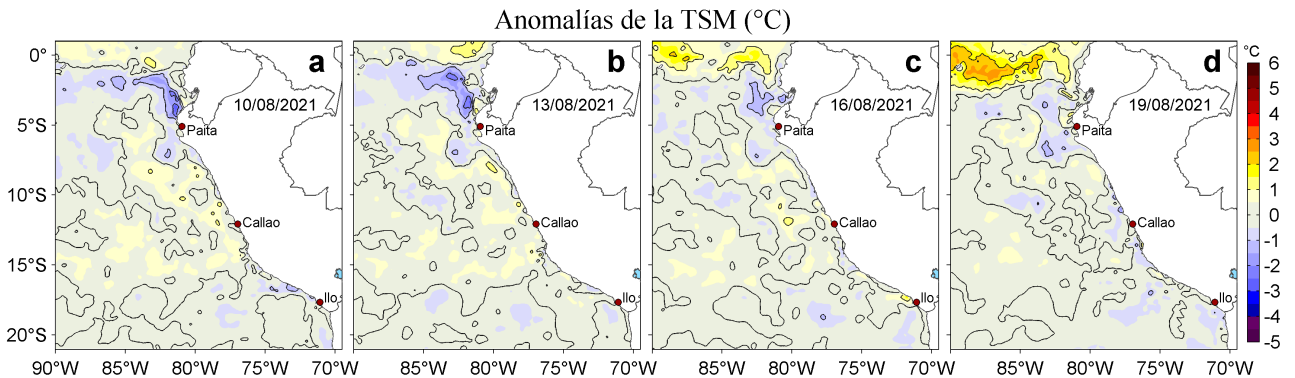 Anomalías de la TSM (°C)
a b c d °C
0° 6
5
10/08/2021 13/08/2021 16/08/2021 19/08/2021 4
5°S Paita Paita Paita Paita 3
2
10°S 1
0
Callao Callao Callao Callao -1
15°S -2
-3
Ilo Ilo Ilo Ilo -4
20°S -5
90°W 85°W 80°W 75°W 70°W 85°W 80°W 75°W 70°W 85°W 80°W 75°W 70°W 85°W 80°W 75°W 70°W